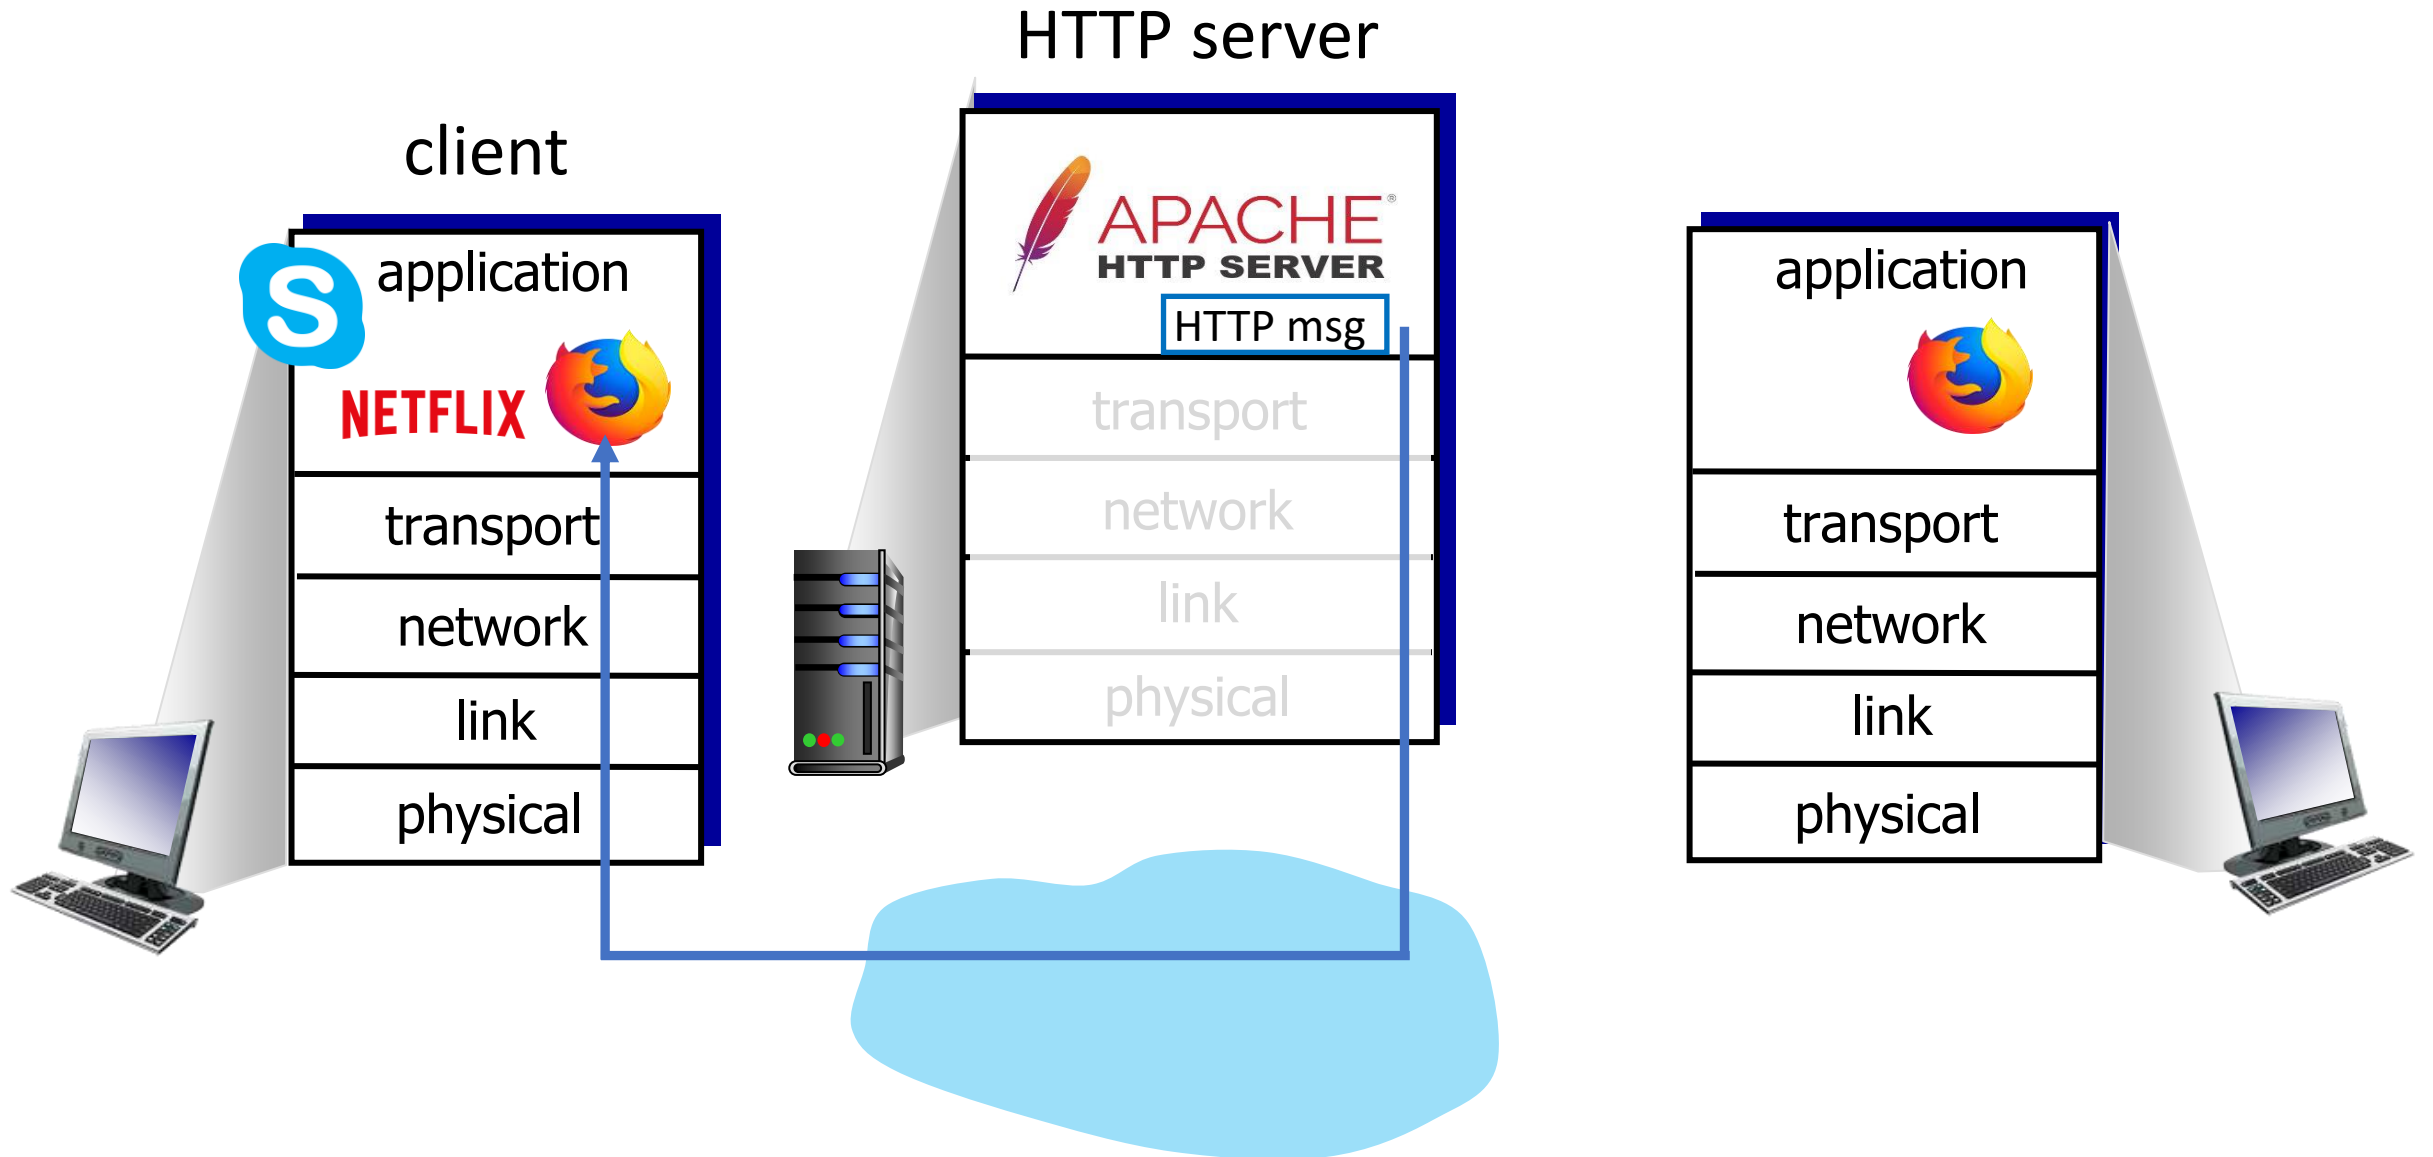 HTTP server
client
S
application
NETFLIX
transport
network
link
physical
APACHE®
HTTP SERVER
HTTP msg
transport
network
link
physical
application
transport
network
link
physical